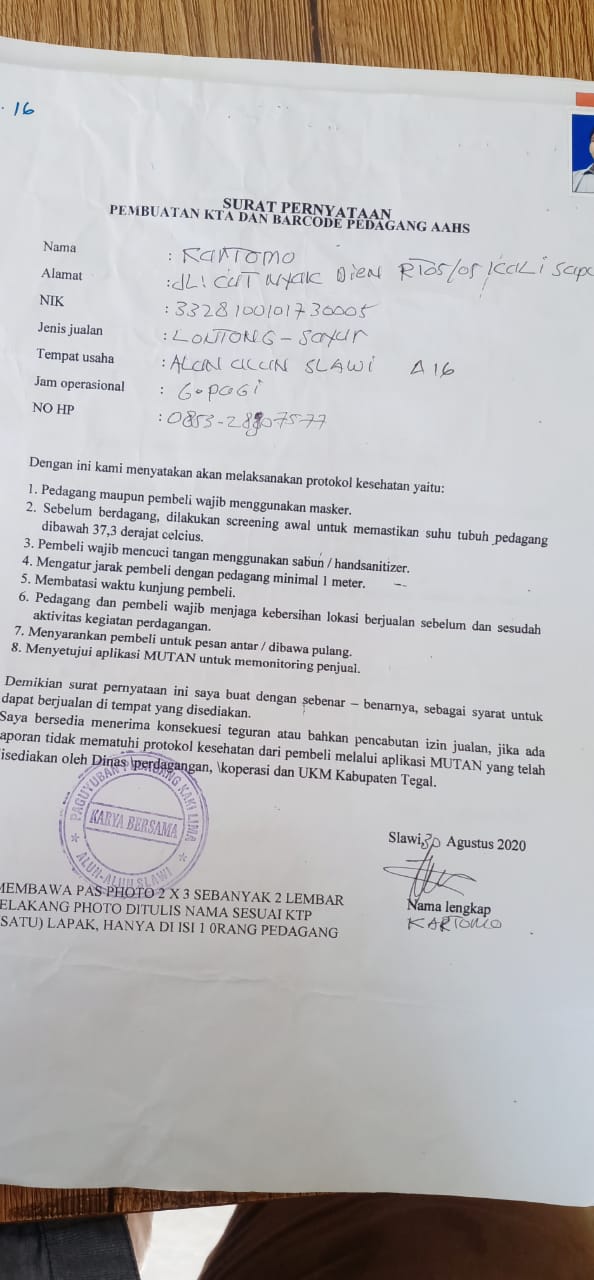 . 16
SURAT PERNYATAAN
PEMBUATAN KTA DAN BARCODE PEDAGANG AAHS
Nama : KARTOMO
Alamat : JL! CUT NYAK DIEN RT05/05 KALISAPU
NIK : 3328100101730005
Jenis jualan : LONTONG - Sayur
Tempat usaha : ALUN ALUN SLAWI A16
Jam operasional : PAGI
NO HP : 0853-28807577
Dengan ini kami menyatakan akan melaksanakan protokol kesehatan yaitu:
1. Pedagang maupun pembeli wajib menggunakan masker.
2. Sebelum berdagang, dilakukan screening awal untuk memastikan suhu tubuh pedagang
dibawah 37,3 derajat celcius.
3. Pembeli wajib mencuci tangan menggunakan sabun / handsanitizer.
4. Mengatur jarak pembeli dengan pedagang minimal 1 meter.
5. Membatasi waktu kunjung pembeli.
6. Pedagang dan pembeli wajib menjaga kebersihan lokasi berjualan sebelum dan sesudah
aktivitas kegiatan perdagangan.
7. Menyarankan pembeli untuk pesan antar / dibawa pulang.
8. Menyetujui aplikasi MUTAN untuk memonitoring penjual.
Demikian surat pernyataan ini saya buat dengan sebenar – benarnya, sebagai syarat untuk
dapat berjualan di tempat yang disediakan.
Saya bersedia menerima konsekuesi teguran atau bahkan pencabutan izin jualan, jika ada
aporan tidak mematuhi protokol kesehatan dari pembeli melalui aplikasi MUTAN yang telah
isediakan oleh Dinas \perdagangan, \koperasi dan UKM Kabupaten Tegal.
PAGUYUBAN PEDAGANG KAKI LIMA
KARYA BERSAMA
ALUN-ALUN SLAWI
Slawi, 30 Agustus 2020
Nama lengkap
KARTOMO
MEMBAWA PAS PHOTO 2 X 3 SEBANYAK 2 LEMBAR
ELAKANG PHOTO DITULIS NAMA SESUAI KTP
SATU) LAPAK, HANYA DI ISI 1 0RANG PEDAGANG